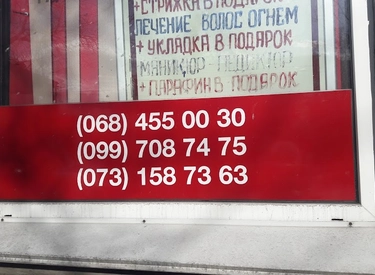 +СТРИЖКА В ПОДАРОК
ЛЕЧЕНИЕ ВОЛОС ОГНЕМ
+УКЛАДКА В ПОДАРОК
МАНИКЮР-ПЕДИКЮР
+ПАРАФИН В ПОДАРОК
(068) 455 00 30
(099) 708 74 75
(073) 158 73 63